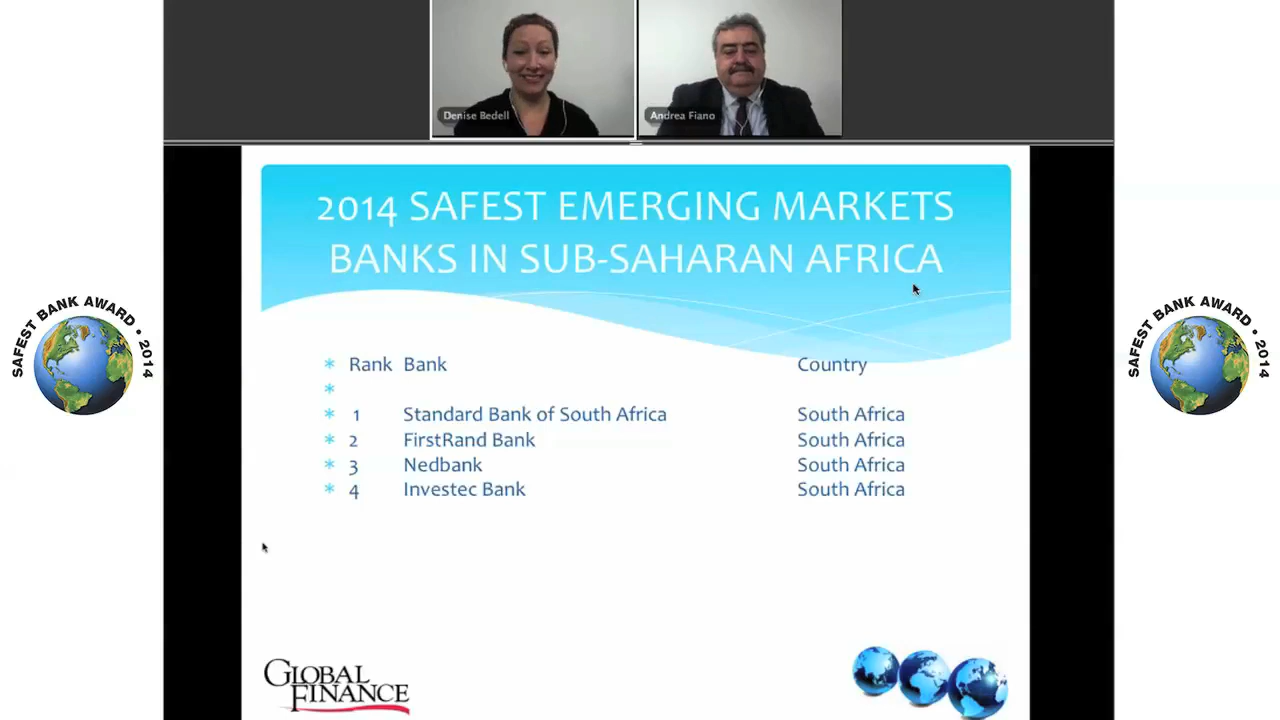 Denise Bedell
Andrea Fiano
2014 SAFEST EMERGING MARKETS
BANKS IN SUB-SAHARAN AFRICA
SAFEST BANK AWARD • 2014
SAFEST BANK AWARD • 2014
* Rank Bank Country
*
* 1 Standard Bank of South Africa South Africa
* 2 FirstRand Bank South Africa
* 3 Nedbank South Africa
* 4 Investec Bank South Africa
GLOBAL
FINANCE